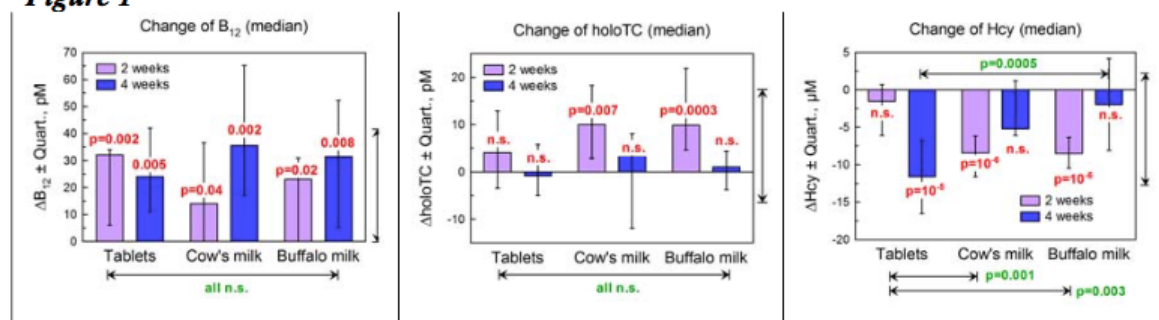 Figure 1
Change of B12 (median)
ΔB12 ± Quart., pM
70
60
50
40
30
20
10
0
2 weeks
4 weeks
p=0.002
0.005
p=0.04
0.002
p=0.02
0.008
Tablets
Cow's milk
Buffalo milk
all n.s.
Change of holoTC (median)
ΔholoTC ± Quart., pM
20
10
0
-10
2 weeks
4 weeks
n.s.
n.s.
p=0.007
n.s.
p=0.0003
n.s.
Tablets
Cow's milk
Buffalo milk
all n.s.
Change of Hcy (median)
ΔHcy ± Quart., μM
5
0
-5
-10
-15
-20
p=0.0005
n.s.
p=10⁻⁵
p=10⁻⁶
n.s.
p=10⁻⁶
n.s.
2 weeks
4 weeks
Tablets
Cow's milk
Buffalo milk
p=0.001
p=0.003